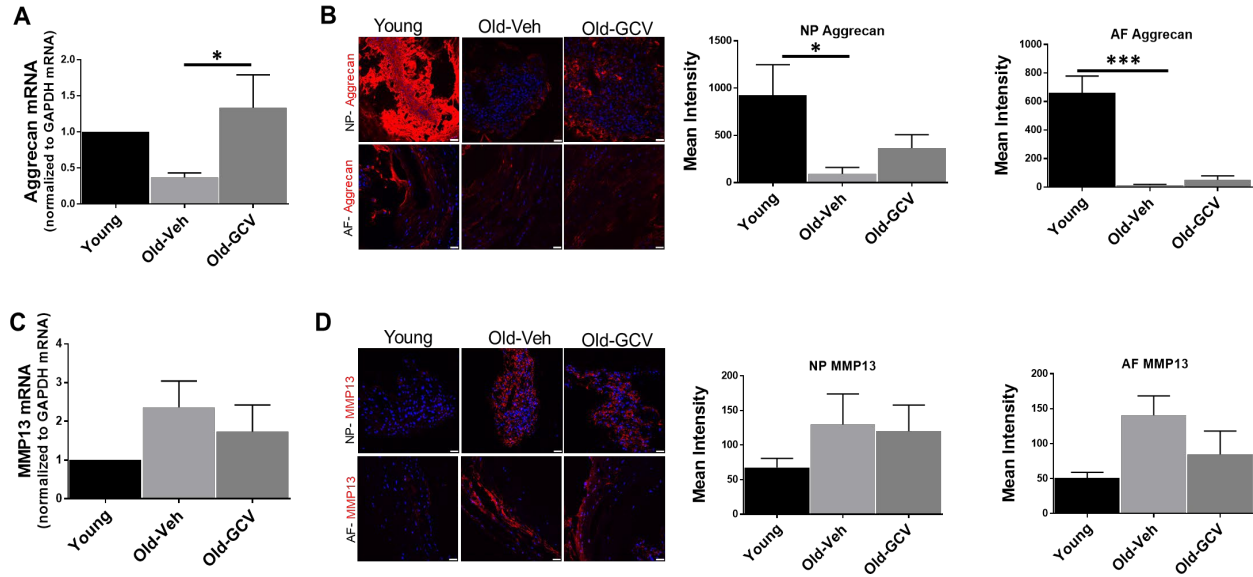 A
Aggrecan mRNA
(normalized to GAPDH mRNA)
2.0
1.5
1.0
0.5
0.0
*
Young
Old-Veh
Old-GCV
B
Young
Old-Veh
Old-GCV
NP- Aggrecan
AF- Aggrecan
NP Aggrecan
Mean Intensity
1500
1000
500
0
*
Young
Old-Veh
Old-GCV
AF Aggrecan
Mean Intensity
1000
800
600
400
200
0
***
Young
Old-Veh
Old-GCV
C
MMP13 mRNA
(normalized to GAPDH mRNA)
4
3
2
1
0
Young
Old-Veh
Old-GCV
D
Young
Old-Veh
Old-GCV
NP- MMP13
AF- MMP13
NP MMP13
Mean Intensity
200
150
100
50
0
Young
Old-Veh
Old-GCV
AF MMP13
Mean Intensity
200
150
100
50
0
Young
Old-Veh
Old-GCV